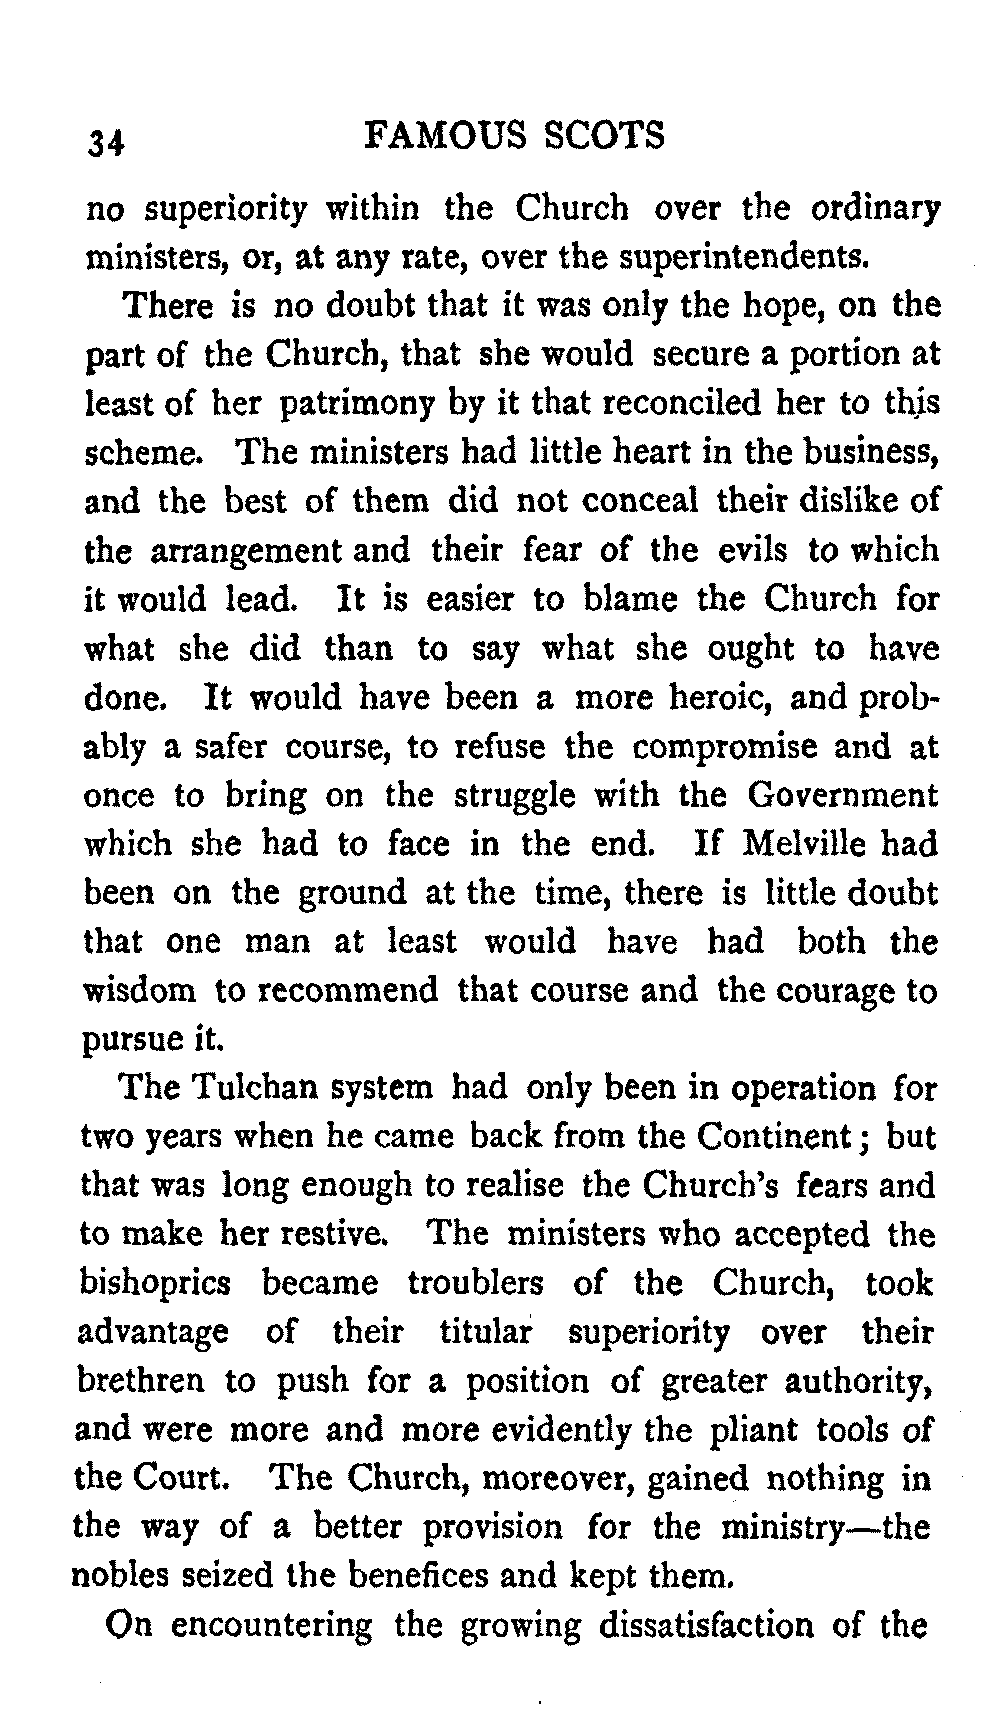 34 FAMOUS SCOTS
no superiority within the Church over the ordinary
ministers, or, at any rate, over the superintendents.
There is no doubt that it was only the hope, on the
part of the Church, that she would secure a portion at
least of her patrimony by it that reconciled her to this
scheme. The ministers had little heart in the business,
and the best of them did not conceal their dislike of
the arrangement and their fear of the evils to which
it would lead. It is easier to blame the Church for
what she did than to say what she ought to have
done. It would have been a more heroic, and prob-
ably a safer course, to refuse the compromise and at
once to bring on the struggle with the Government
which she had to face in the end. If Melville had
been on the ground at the time, there is little doubt
that one man at least would have had both the
wisdom to recommend that course and the courage to
pursue it.
The Tulchan system had only been in operation for
two years when he came back from the Continent; but
that was long enough to realise the Church's fears and
to make her restive. The ministers who accepted the
bishoprics became troublers of the Church, took
advantage of their titular superiority over their
brethren to push for a position of greater authority,
and were more and more evidently the pliant tools of
the Court. The Church, moreover, gained nothing in
the way of a better provision for the ministry—the
nobles seized the benefices and kept them.
On encountering the growing dissatisfaction of the